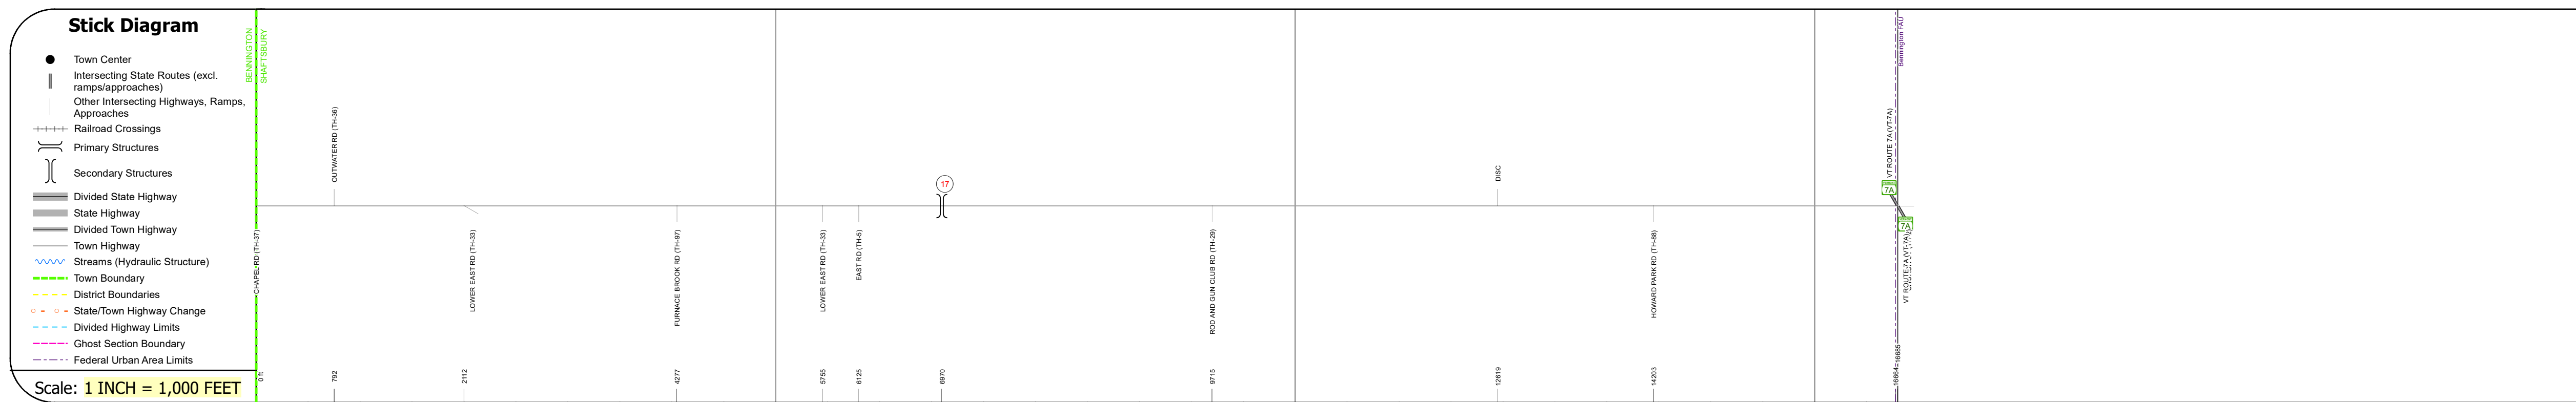 Stick Diagram
Town Center
Intersecting State Routes (excl.
ramps/approaches)
Other Intersecting Highways, Ramps,
Approaches
Railroad Crossings
Primary Structures
Secondary Structures
Divided State Highway
State Highway
Divided Town Highway
Town Highway
Streams (Hydraulic Structure)
Town Boundary
District Boundaries
State/Town Highway Change
Divided Highway Limits
Ghost Section Boundary
Federal Urban Area Limits
Scale: 1 INCH = 1,000 FEET
BENNINGTON
SHAFTSBURY
CHAPEL RD (TH-37)
0 ft
OUTWATER RD (TH-36)
792
LOWER EAST RD (TH-33)
2112
FURNACE BROOK RD (TH-97)
4277
LOWER EAST RD (TH-33)
5755
EAST RD (TH-5)
6125
17
6970
ROD AND GUN CLUB RD (TH-29)
9715
DISC
12619
HOWARD PARK RD (TH-88)
14203
Bennington FAU
VT ROUTE 7A (VT-7A)
7A
7A
VT ROUTE 7A (VT-7A)
16664
16685